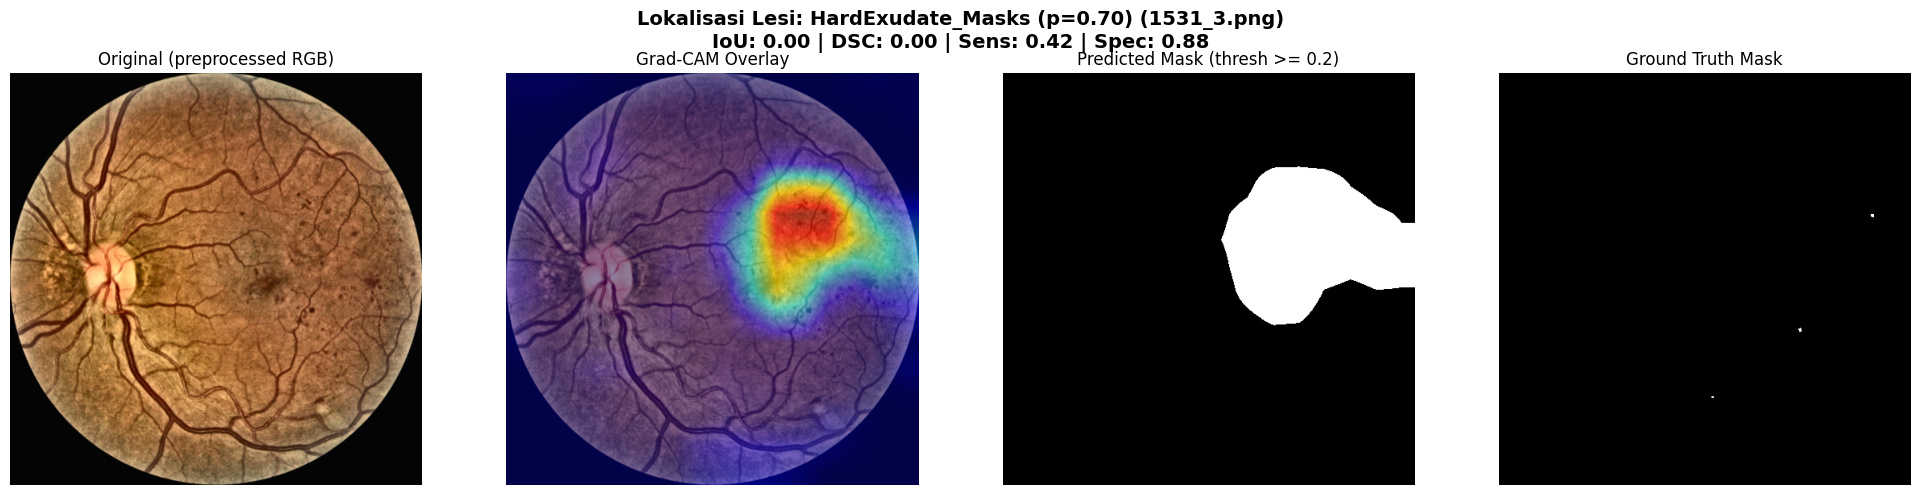 Lokalisasi Lesi: HardExudate_Masks (p=0.70) (1531_3.png)
IoU: 0.00 | DSC: 0.00 | Sens: 0.42 | Spec: 0.88
Original (preprocessed RGB)
Grad-CAM Overlay
Predicted Mask (thresh >= 0.2)
Ground Truth Mask